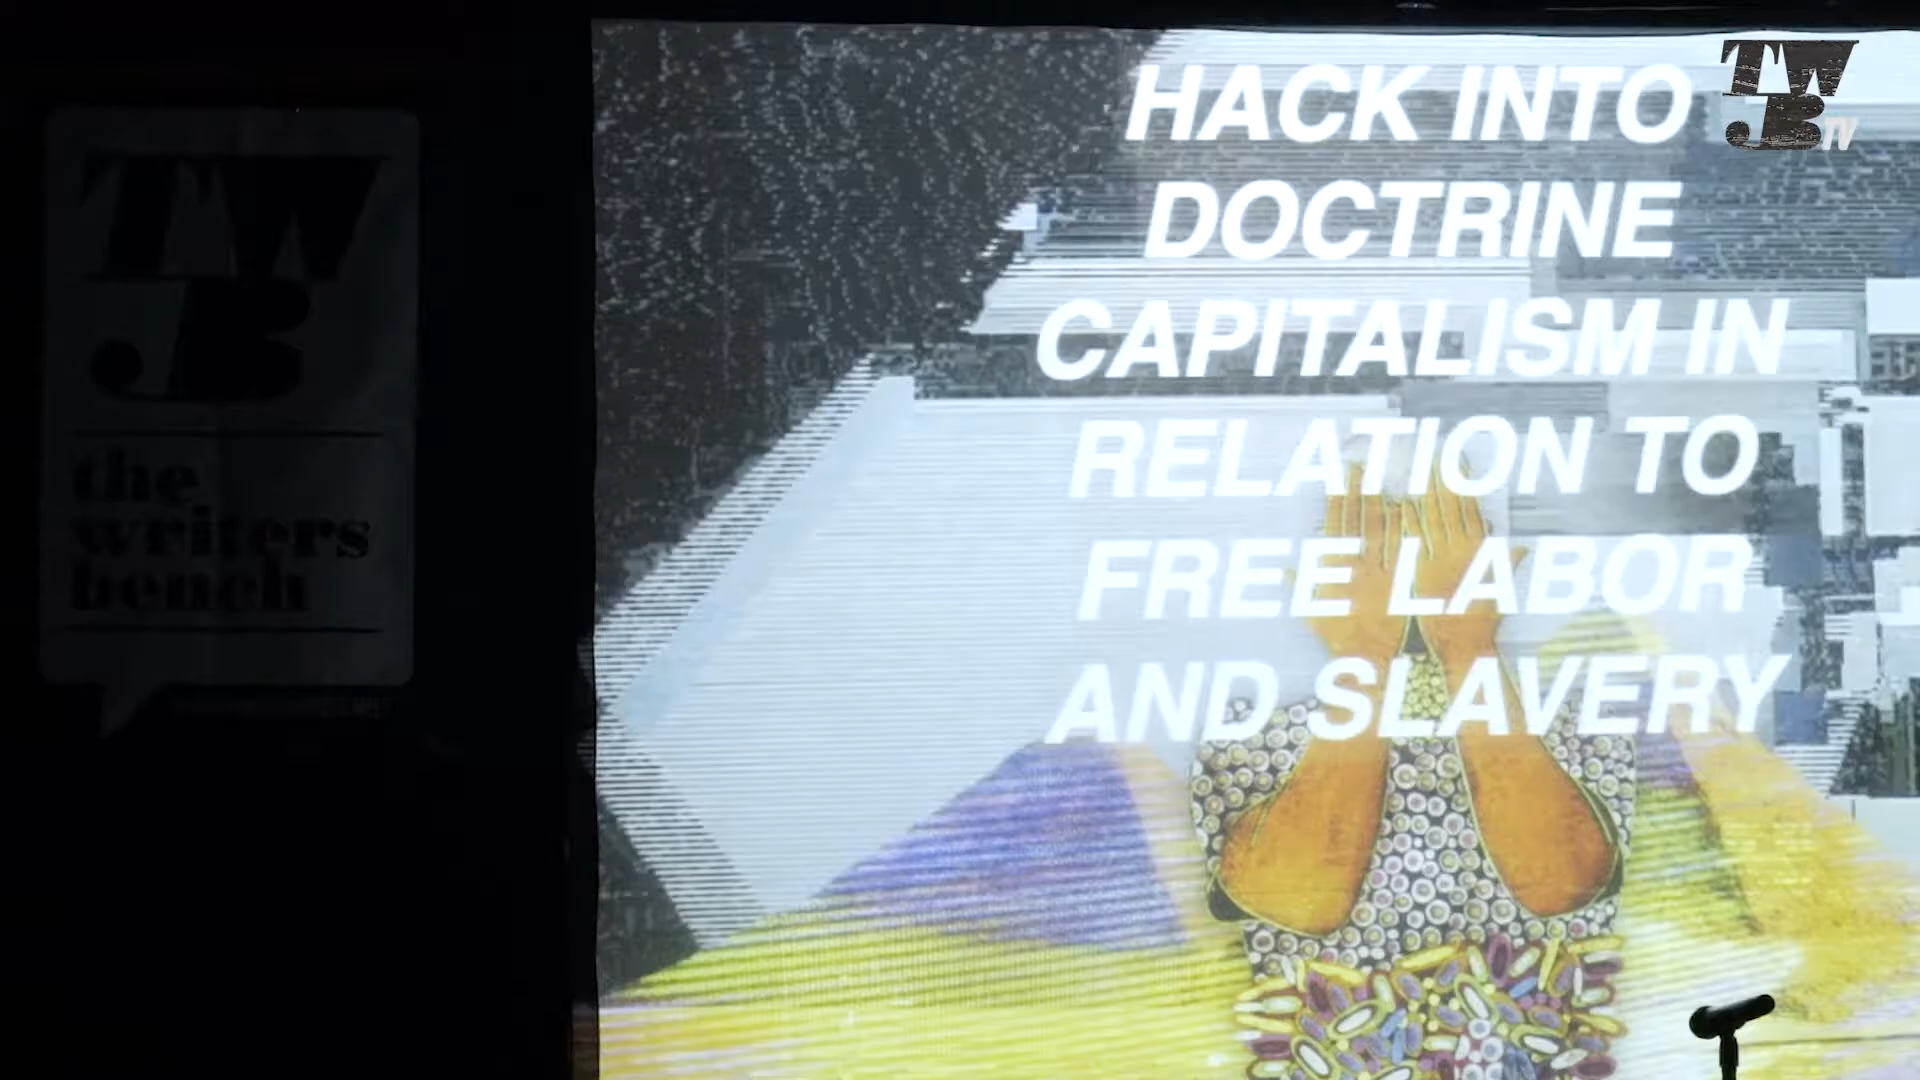 TWB
the
writers
bench
HACK INTO
DOCTRINE
CAPITALISM IN
RELATION TO
FREE LABOR
AND SLAVERY
TWB TV